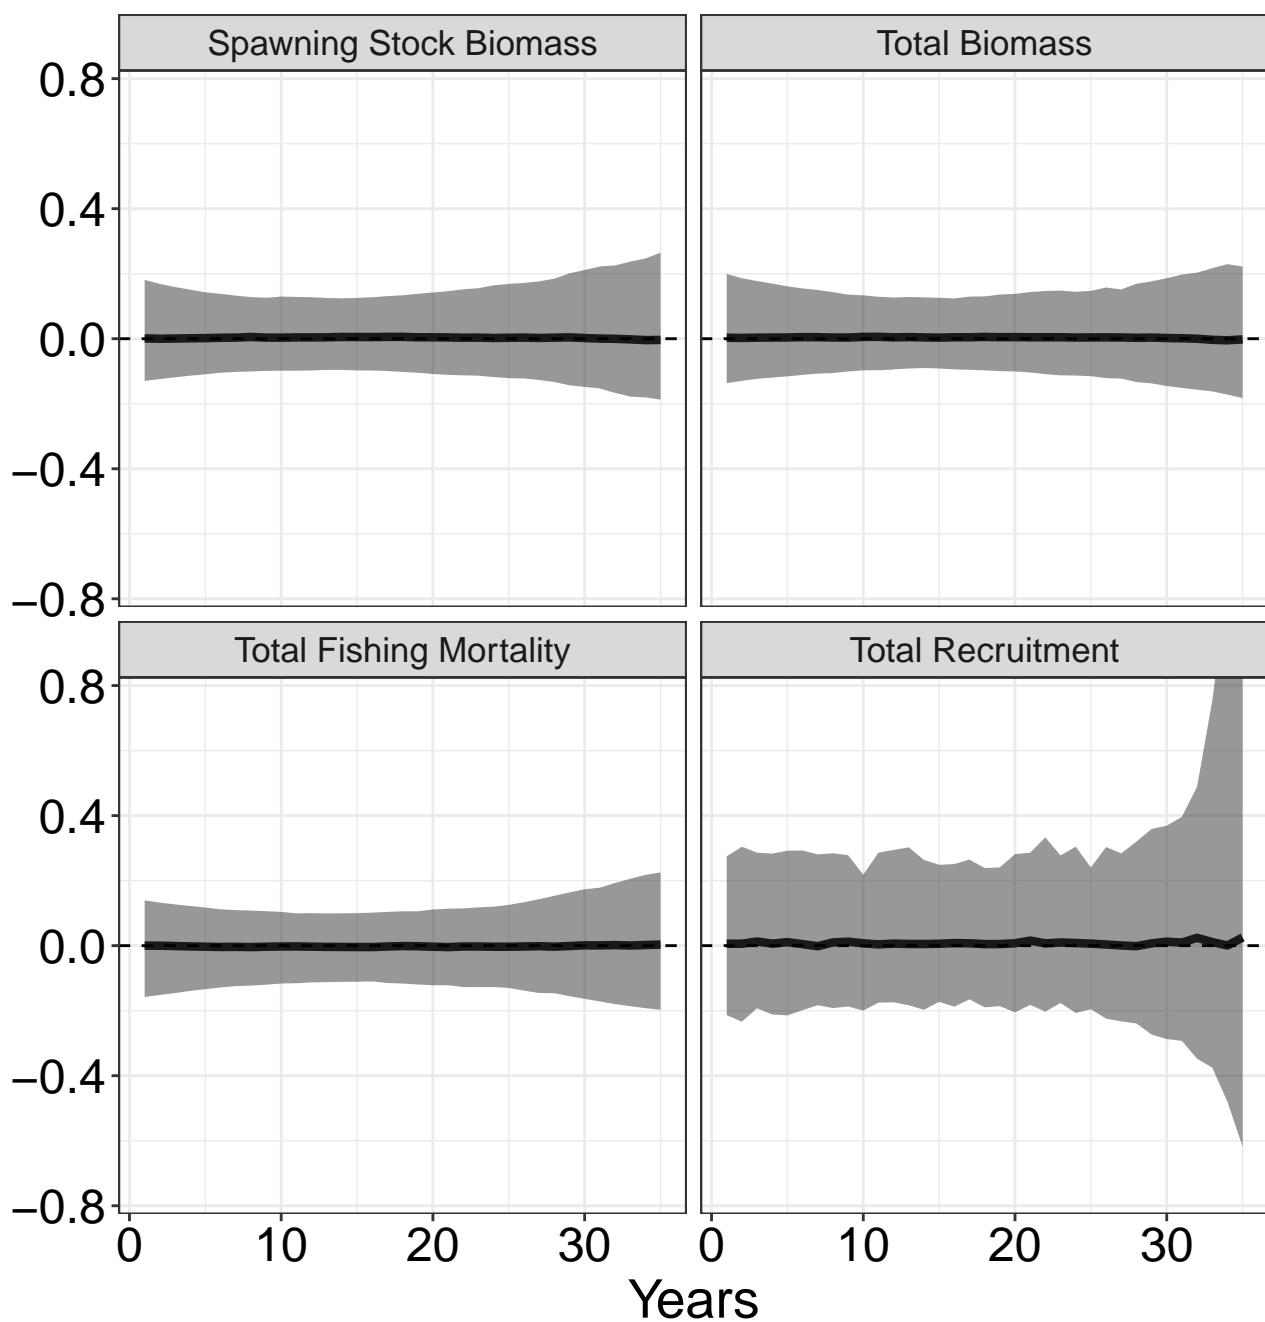 Spawning Stock Biomass
Total Biomass
0.8
0.4
0.0
−0.4
−0.8
Total Fishing Mortality
Total Recruitment
0.8
0.4
0.0
−0.4
−0.8
0 10 20 30
0 10 20 30
Years